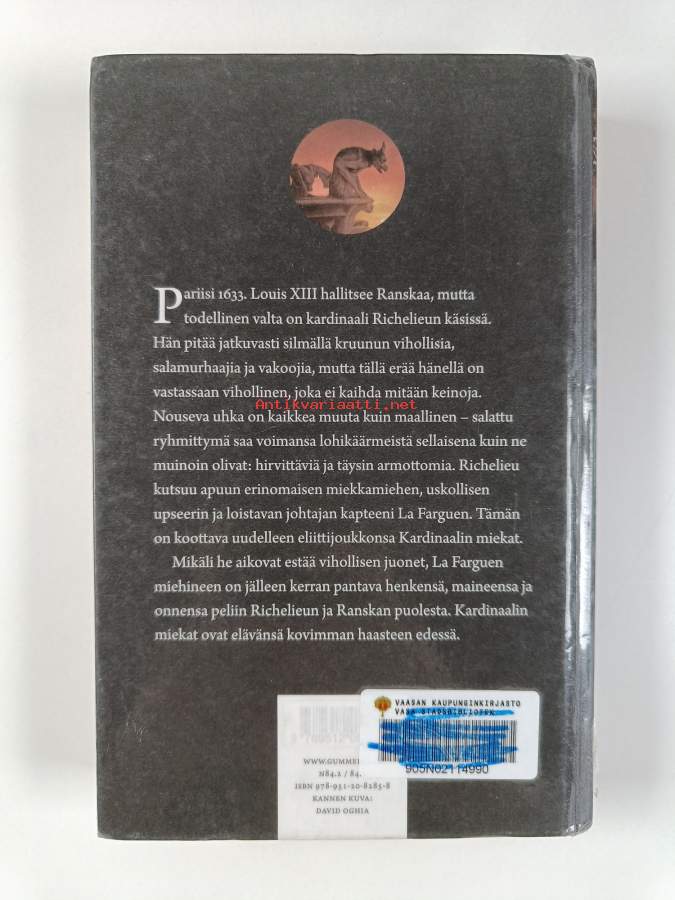 Pariisi 1633. Louis XIII hallitsee Ranskaa, mutta
todellinen valta on kardinaali Richelieun käsissä.
Hän pitää jatkuvasti silmällä kruunun vihollisia,
salamurhaajia ja vakoojia, mutta tällä erää hänellä on
vastassaan vihollinen, joka ei kaihda mitään keinoja.
Antikvariaatti.net
Nouseva uhka on kaikkea muuta kuin maallinen – salattu
ryhmittymä saa voimansa lohikäärmeistä sellaisena kuin ne
muinoin olivat: hirvittäviä ja täysin armottomia. Richelieu
kutsuu apuun erinomaisen miekkamiehen, uskollisen
upseerin ja loistavan johtajan kapteeni La Farguen. Tämän
on koottava uudelleen eliittijoukkonsa Kardinaalin miekat.
Mikäli he aikovat estää vihollisen juonet, La Farguen
miehineen on jälleen kerran pantava henkensä, maineensa ja
onnensa peliin Richelieun ja Ranskan puolesta. Kardinaalin
miekat ovat elävänsä kovimman haasteen edessä.
VAASAN KAUPUNGINKIRJASTO
VASA STADSBIBLIOTEK
905N02114990
WWW.GUMME
N84.2 / 84.
ISBN 978-951-20-8285-8
KANNEN KUVA:
DAVID OGHIA